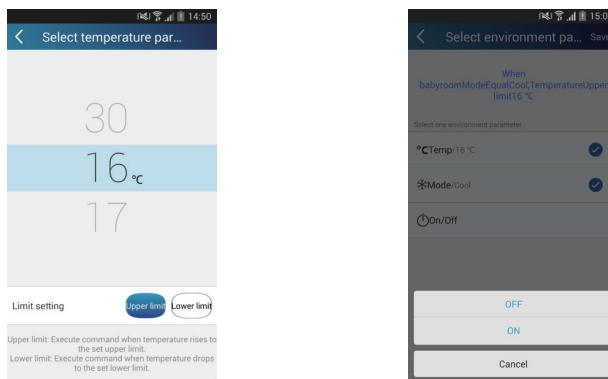 14:50
Select temperature par...
30
16 °C
17
Limit setting
Upper limit
Lower limit
Upper limit: Execute command when temperature rises to
the set upper limit.
Lower limit: Execute command when temperature drops
to the set lower limit.
15:0
Select environment pa... Save
When
babyroomModeEqualCool,TemperatureUpper
limit16 °C
Select one environment parameter
°CTemp/16 °C
Mode/Cool
On/Off
OFF
ON
Cancel